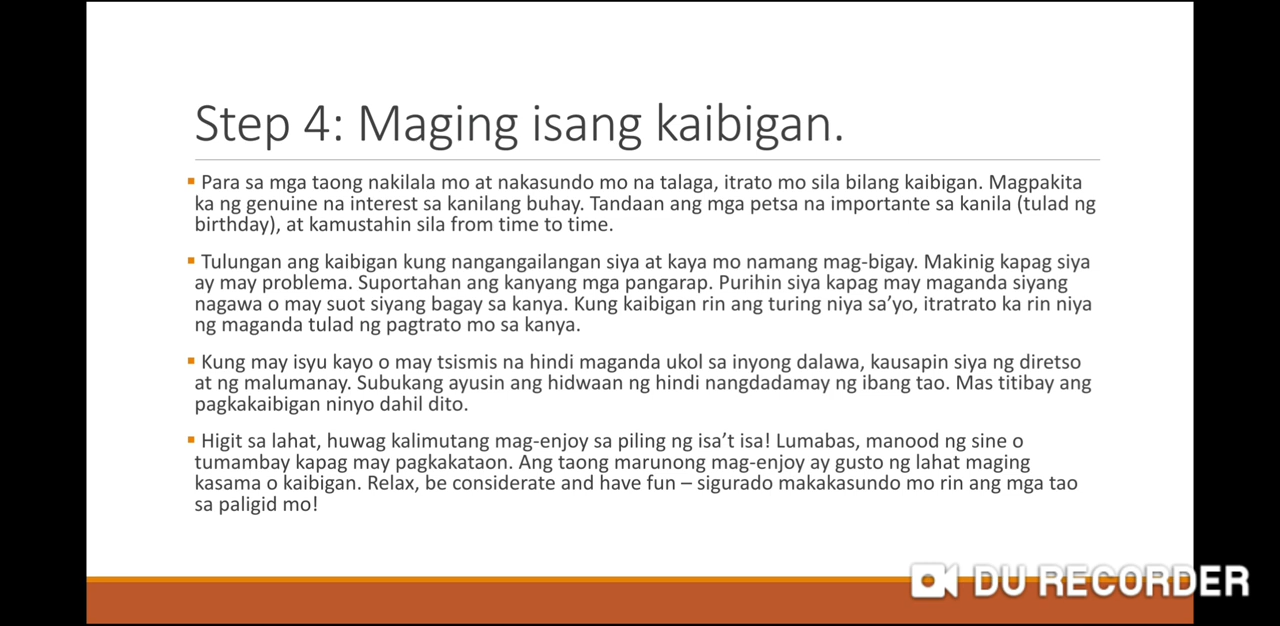 Step 4: Maging isang kaibigan.
Para sa mga taong nakilala mo at nakasundo mo na talaga, itrato mo sila bilang kaibigan. Magpakita
ka ng genuine na interest sa kanilang buhay. Tandaan ang mga petsa na importante sa kanila (tulad ng
birthday), at kamustahin sila from time to time.
Tulungan ang kaibigan kung nangangailangan siya at kaya mo namang mag-bigay. Makinig kapag siya
ay may problema. Suportahan ang kanyang mga pangarap. Purihin siya kapag may maganda siyang
nagawa o may suot siyang bagay sa kanya. Kung kaibigan rin ang turing niya sa’yo, itratrato ka rin niya
ng maganda tulad ng pagtrato mo sa kanya.
Kung may isyu kayo o may tsismis na hindi maganda ukol sa inyong dalawa, kausapin siya ng diretso
at ng malumanay. Subukang ayusin ang hidwaan ng hindi nangdadamay ng ibang tao. Mas titibay ang
pagkakaibigan ninyo dahil dito.
Higit sa lahat, huwag kalimutang mag-enjoy sa piling ng isa’t isa! Lumabas, manood ng sine o
tumambay kapag may pagkakataon. Ang taong marunong mag-enjoy ay gusto ng lahat maging
kasama o kaibigan. Relax, be considerate and have fun – sigurado makakasundo mo rin ang mga tao
sa paligid mo!
DU RECORDER